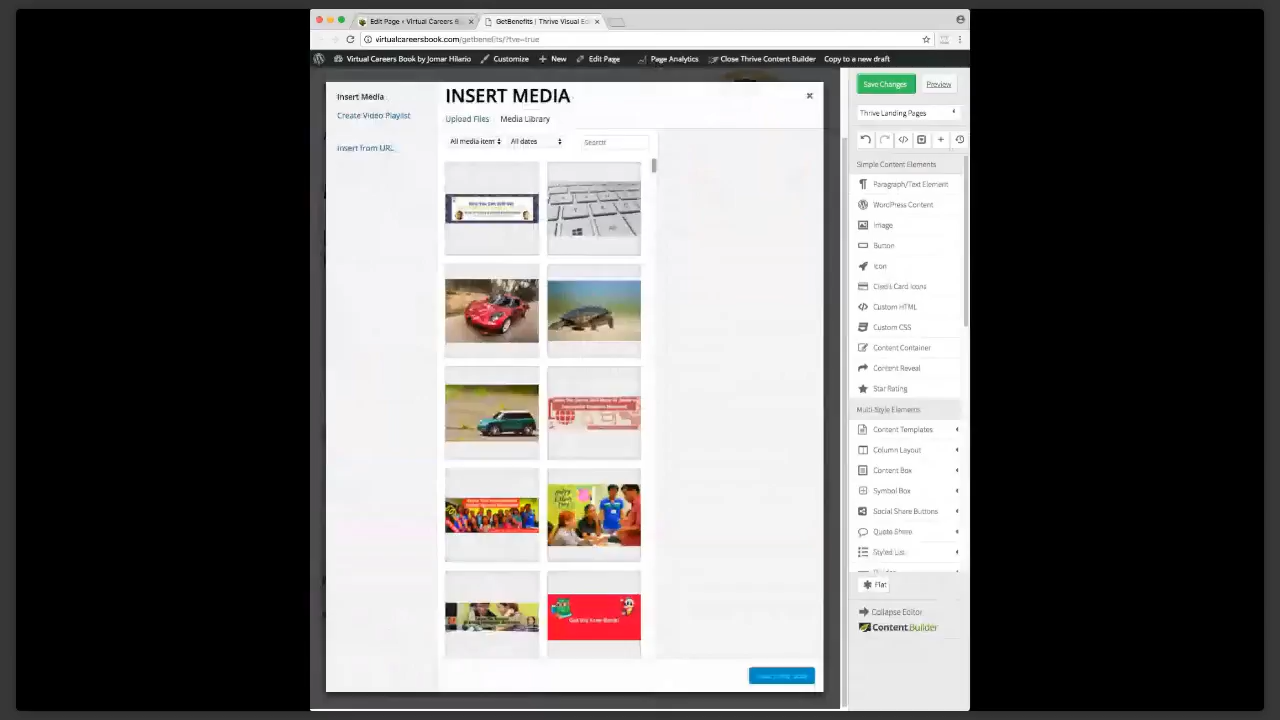 Edit Page ‹ Virtual Careers B
GetBenefits | Thrive Visual Ed
virtualcareersbook.com/getbenefits/?tve=true
Virtual Careers Book by Jomar Hilario
Customize
New
Edit Page
Page Analytics
Close Thrive Content Builder
Copy to a new draft
Insert Media
Create Video Playlist
Insert from URL
INSERT MEDIA
Upload Files
Media Library
All media item
All dates
Search
Save Changes
Preview
Thrive Landing Pages
Simple Content Elements
Paragraph/Text Element
WordPress Content
Image
Button
Icon
Credit Card Icons
Custom HTML
Custom CSS
Content Container
Content Reveal
Star Rating
Multi-Style Elements
Content Templates
Column Layout
Content Box
Symbol Box
Social Share Buttons
Quote Share
Styled List
Flat
Collapse Editor
Content Builder